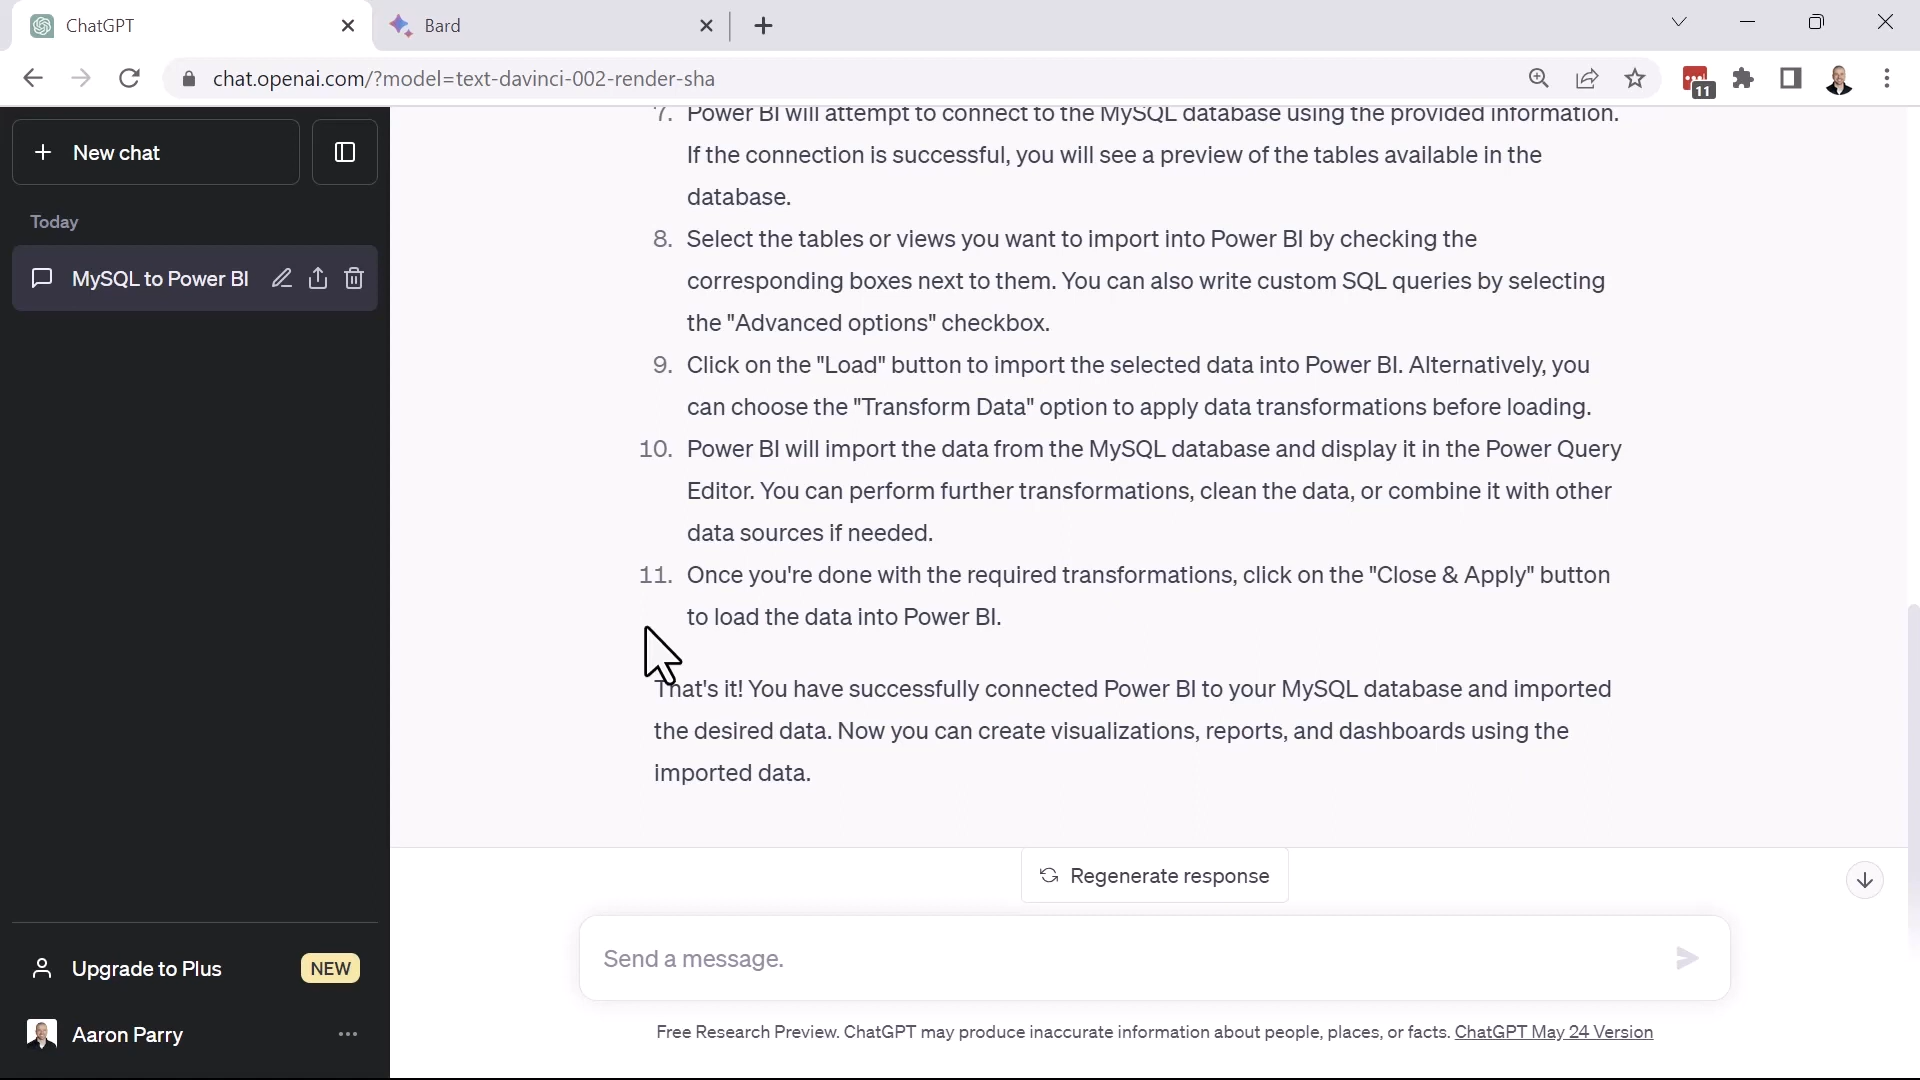 ChatGPT
Bard
chat.openai.com/?model=text-davinci-002-render-sha
11
New chat
Today
MySQL to Power BI
7. Power BI will attempt to connect to the MySQL database using the provided information.
If the connection is successful, you will see a preview of the tables available in the
database.
8. Select the tables or views you want to import into Power BI by checking the
corresponding boxes next to them. You can also write custom SQL queries by selecting
the "Advanced options" checkbox.
9. Click on the "Load" button to import the selected data into Power BI. Alternatively, you
can choose the "Transform Data" option to apply data transformations before loading.
10. Power BI will import the data from the MySQL database and display it in the Power Query
Editor. You can perform further transformations, clean the data, or combine it with other
data sources if needed.
11. Once you're done with the required transformations, click on the "Close & Apply" button
to load the data into Power BI.
That's it! You have successfully connected Power BI to your MySQL database and imported
the desired data. Now you can create visualizations, reports, and dashboards using the
imported data.
Regenerate response
Send a message.
Upgrade to Plus NEW
Aaron Parry
Free Research Preview. ChatGPT may produce inaccurate information about people, places, or facts. ChatGPT May 24 Version